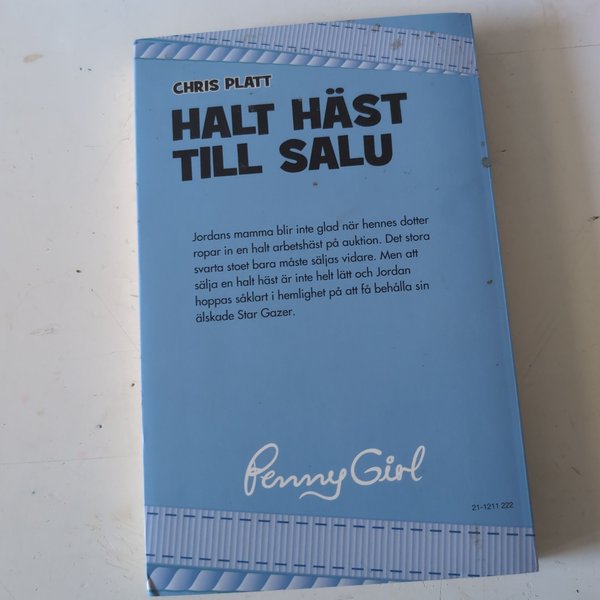 CHRIS PLATT
HALT HÄST
TILL SALU
Jordans mamma blir inte glad när hennes dotter
ropar in en halt arbetshäst på auktion. Det stora
svarta stoet bara måste säljas vidare. Men att
sälja en halt häst är inte helt lätt och Jordan
hoppas såklart i hemlighet på att få behålla sin
älskade Star Gazer.
Penny Girl
21-1211 222